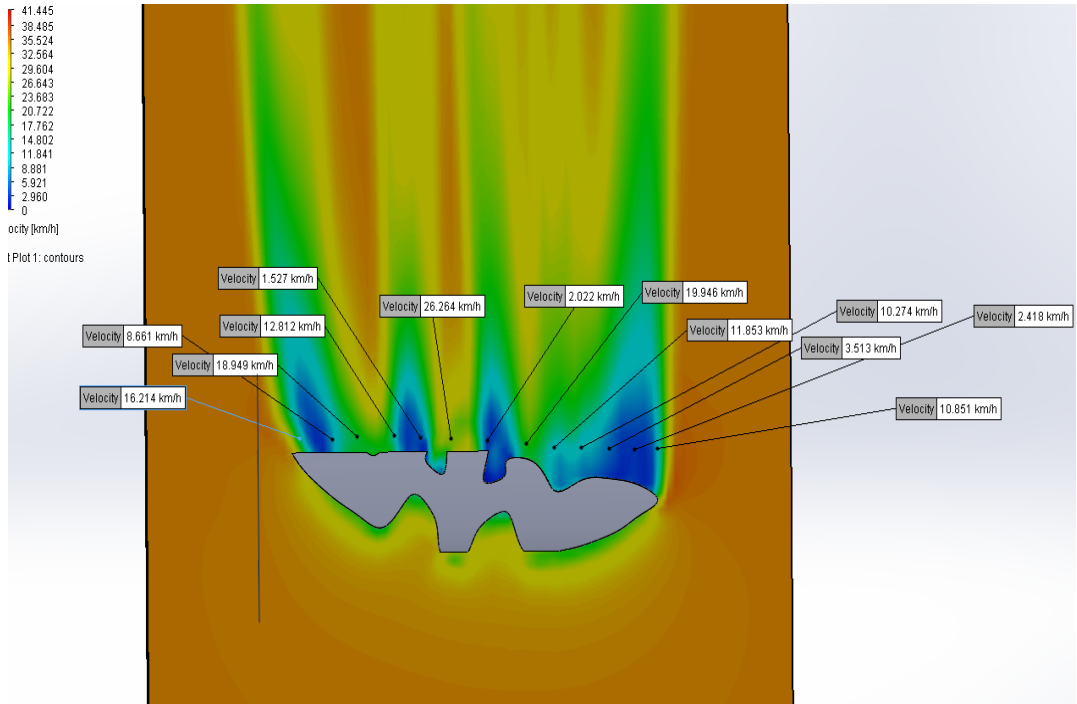 41.445
38.485
35.524
32.564
29.604
26.643
23.683
20.722
17.762
14.802
11.841
8.881
5.921
2.960
0
ocity [km/h]
t Plot 1: contours
Velocity 1.527 km/h
Velocity 26.264 km/h
Velocity 2.022 km/h
Velocity 19.946 km/h
Velocity 10.274 km/h
Velocity 2.418 km/h
Velocity 8.661 km/h
Velocity 12.812 km/h
Velocity 11.853 km/h
Velocity 3.513 km/h
Velocity 18.949 km/h
Velocity 16.214 km/h
Velocity 10.851 km/h